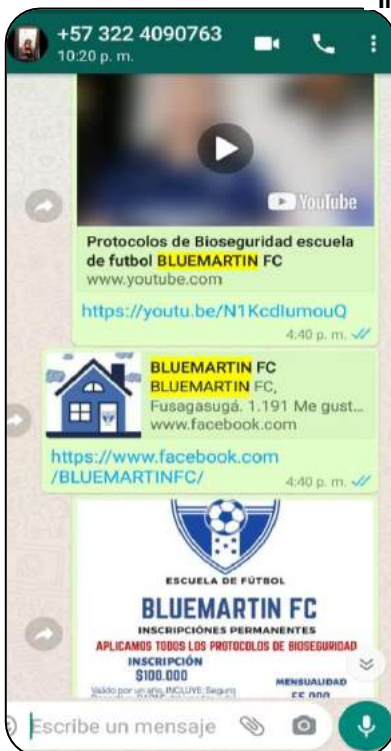 +57 322 4090763
10:20 p. m.
YouTube
Protocolos de Bioseguridad escuela
de futbol BLUEMARTIN FC
www.youtube.com
https://youtu.be/N1KcdIumouQ
4:40 p. m.
BLUEMARTIN FC
BLUEMARTIN FC,
Fusagasugá. 1.191 Me gust...
www.facebook.com
https://www.facebook.com
/BLUEMARTINFC/
4:40 p. m.
ESCUELA DE FÚTBOL
BLUEMARTIN FC
INSCRIPCIÓNES PERMANENTES
APLICAMOS TODOS LOS PROTOCOLOS DE BIOSEGURIDAD
INSCRIPCIÓN
$100.000
MENSUALIDAD
Valido por un año, INCLUYE: Seguro
Escribe un mensaje